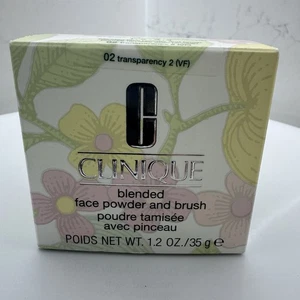 02 transparency 2 (VF)
CLINIQUE
blended
face powder and brush
poudre tamisée
avec pinceau
POIDS NET WT. 1.2 OZ./35 g ℮